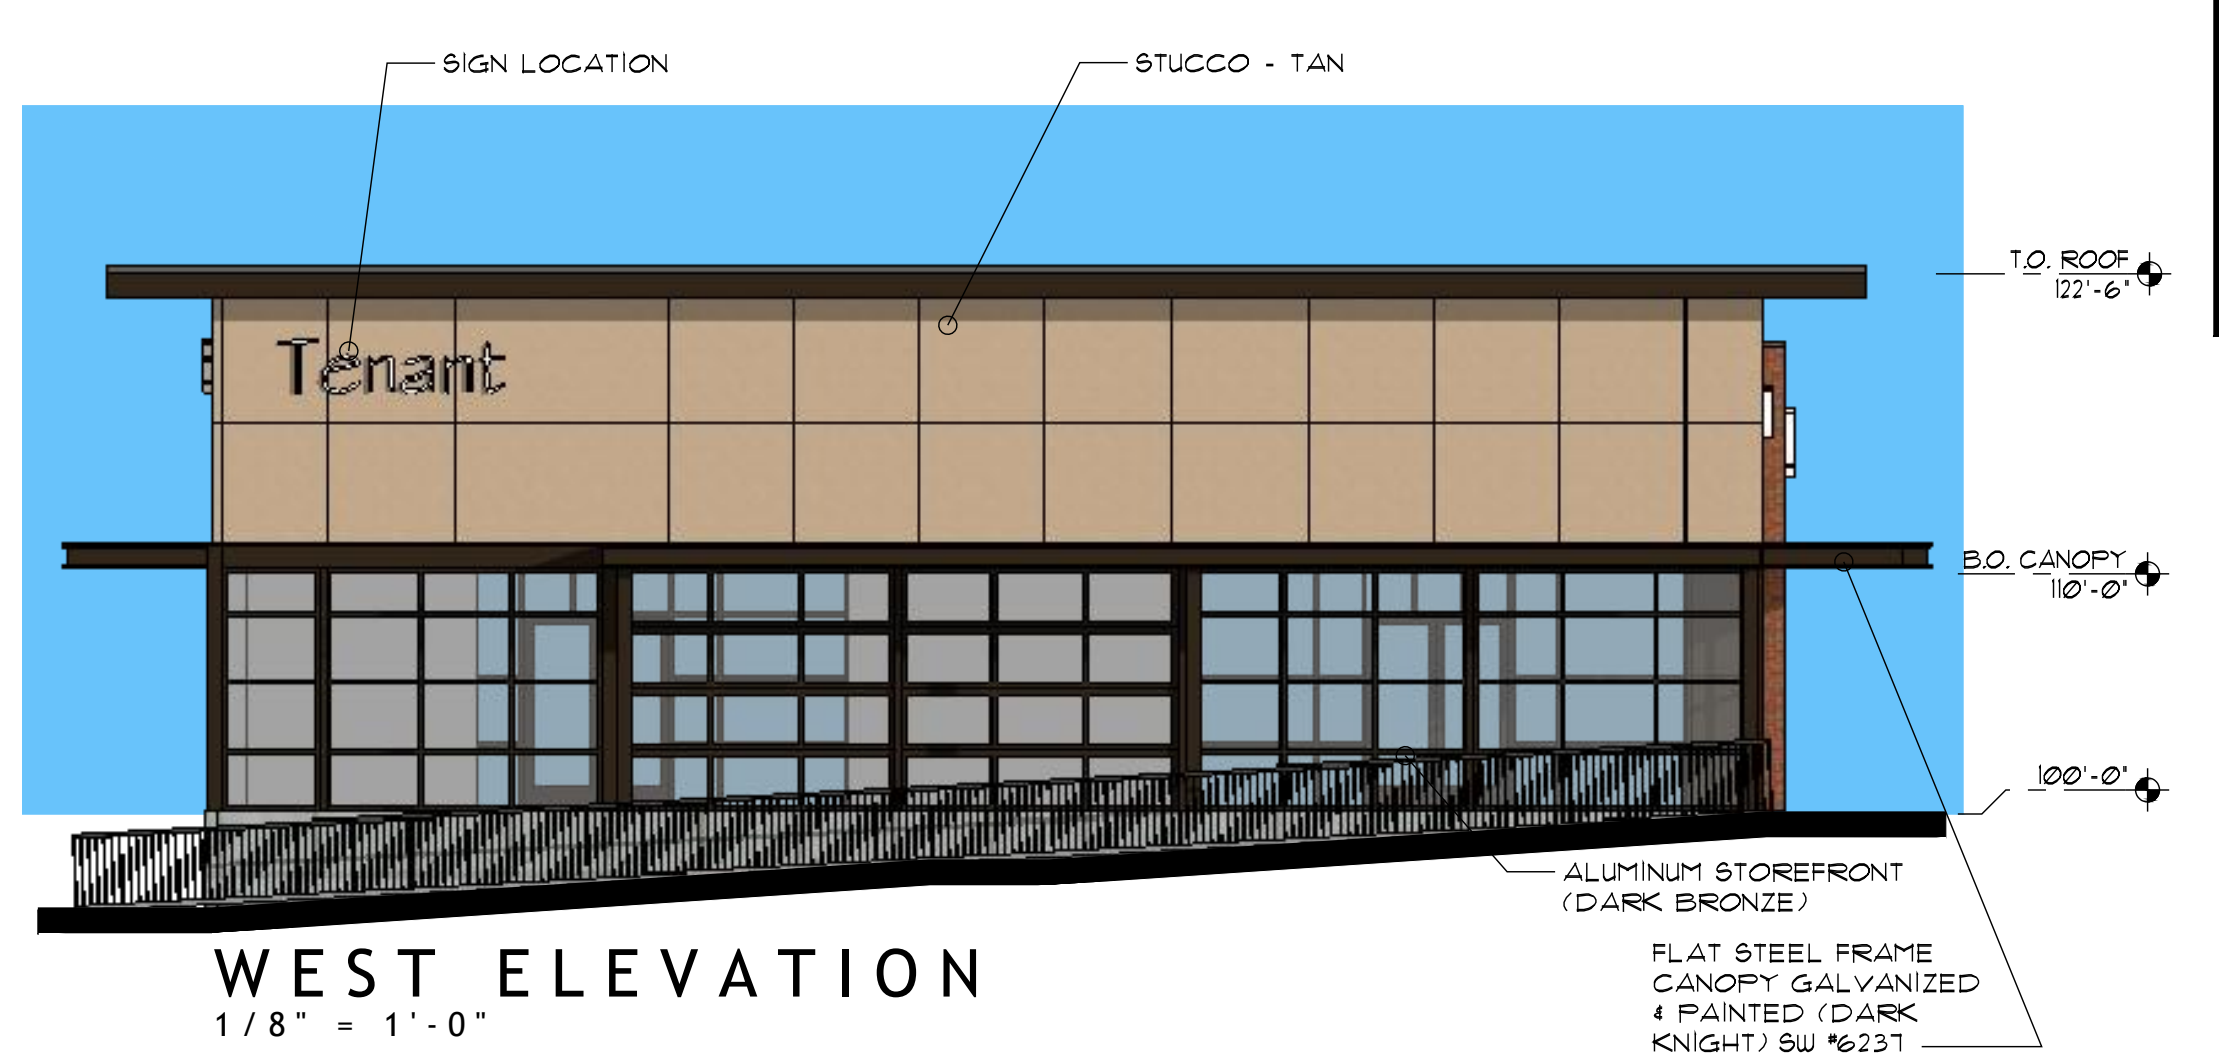 SIGN LOCATION
STUCCO - TAN
T.O. ROOF
122'-6"
Tenant
B.O. CANOPY
110'-0"
100'-0"
ALUMINUM STOREFRONT
(DARK BRONZE)
FLAT STEEL FRAME
CANOPY GALVANIZED
& PAINTED (DARK
KNIGHT) SW #6237
WEST ELEVATION
1/8" = 1'-0"